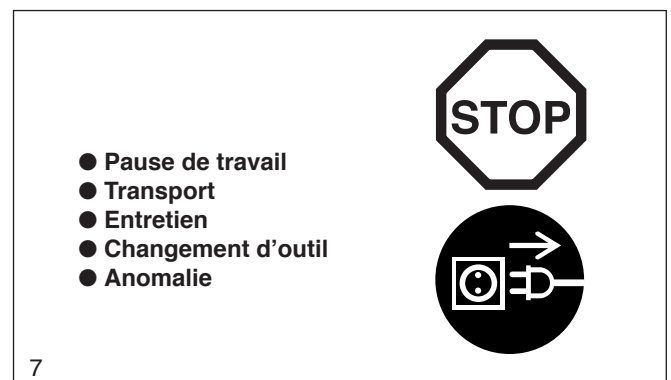 STOP
● Pause de travail
● Transport
● Entretien
● Changement d’outil
● Anomalie
7